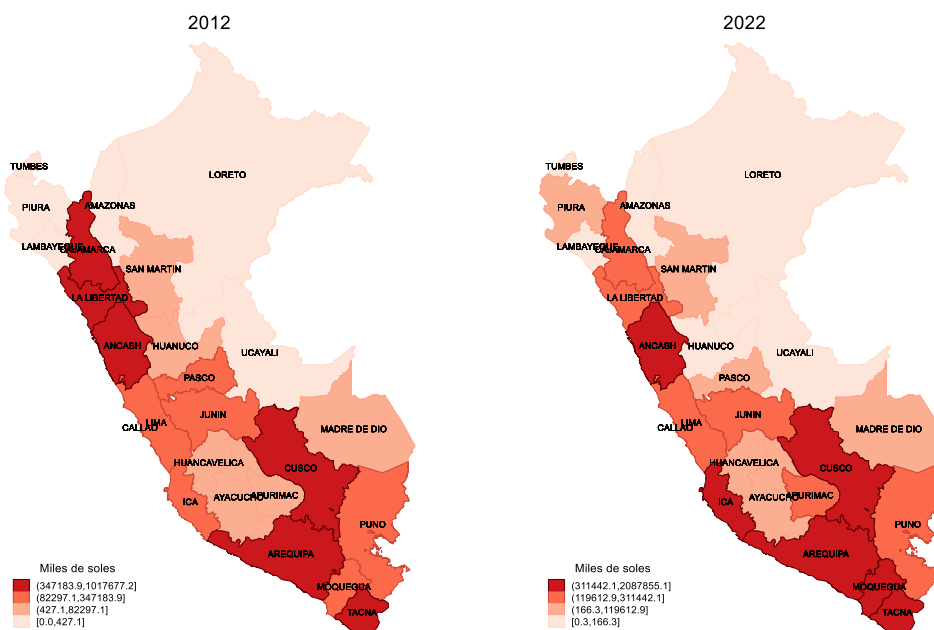 2012
TUMBES
LORETO
PIURA
AMAZONAS
LAMBAYEQUE
CAJAMARCA
SAN MARTIN
LA LIBERTAD
ANCASH
HUANUCO
UCAYALI
PASCO
JUNIN
LIMA
CALLAO
MADRE DE DIO
HUANCAVELICA
CUSCO
AYACUCHO
APURIMAC
ICA
PUNO
AREQUIPA
MOQUEGUA
TACNA
Miles de soles
(347183.9,1017677.2]
(82297.1,347183.9]
(427.1,82297.1]
[0.0,427.1]
2022
TUMBES
LORETO
PIURA
AMAZONAS
LAMBAYEQUE
CAJAMARCA
SAN MARTIN
LA LIBERTAD
ANCASH
HUANUCO
UCAYALI
PASCO
JUNIN
LIMA
CALLAO
MADRE DE DIO
HUANCAVELICA
CUSCO
AYACUCHO
APURIMAC
ICA
PUNO
AREQUIPA
MOQUEGUA
TACNA
Miles de soles
(311442.1,2087855.1]
(119612.9,311442.1]
(166.3,119612.9]
[0.3,166.3]